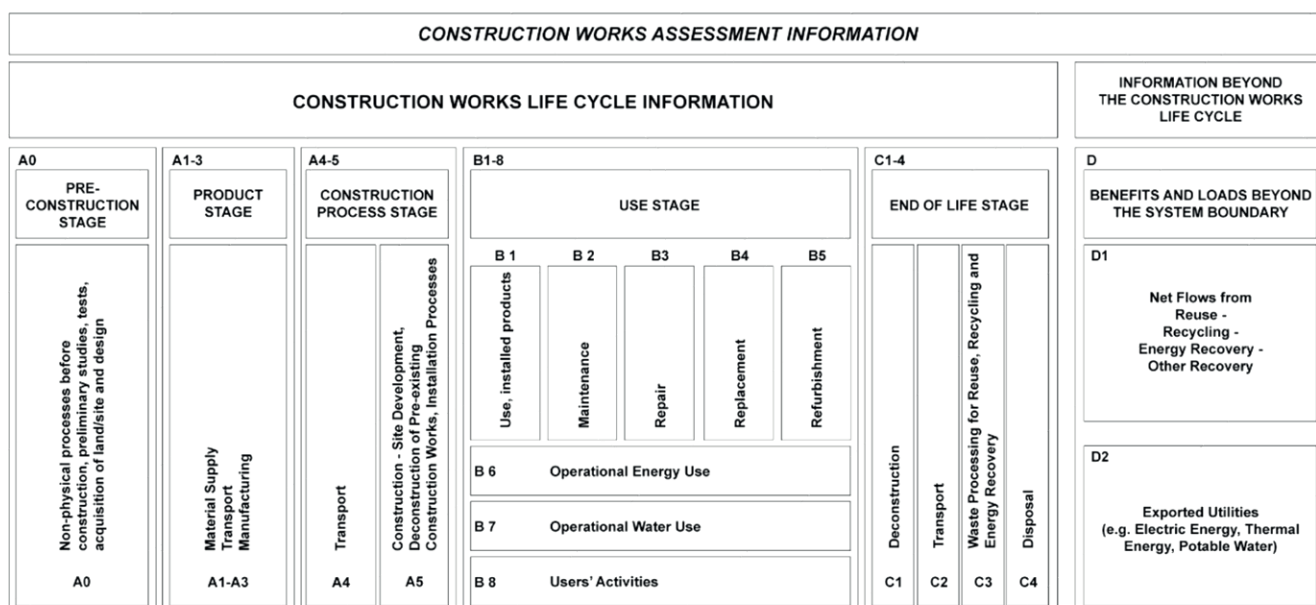 CONSTRUCTION WORKS ASSESSMENT INFORMATION
CONSTRUCTION WORKS LIFE CYCLE INFORMATION
INFORMATION BEYOND
THE CONSTRUCTION WORKS
LIFE CYCLE
A0
PRE-
CONSTRUCTION
STAGE
Non-physical processes before
construction, preliminary studies, tests,
acquisition of land/site and design
A0
A1-3
PRODUCT
STAGE
Material Supply
Transport
Manufacturing
A1-A3
A4-5
CONSTRUCTION
PROCESS STAGE
Transport
A4
Construction - Site Development,
Deconstruction of Pre-existing
Construction Works, Installation Processes
A5
B1-8
USE STAGE
B 1
Use, installed products
B 2
Maintenance
B3
Repair
B4
Replacement
B5
Refurbishment
B 6 Operational Energy Use
B 7 Operational Water Use
B 8 Users' Activities
C1-4
END OF LIFE STAGE
Deconstruction
C1
Transport
C2
Waste Processing for Reuse, Recycling and
Energy Recovery
C3
Disposal
C4
D
BENEFITS AND LOADS BEYOND
THE SYSTEM BOUNDARY
D1
Net Flows from
Reuse -
Recycling -
Energy Recovery -
Other Recovery
D2
Exported Utilities
(e.g. Electric Energy, Thermal
Energy, Potable Water)